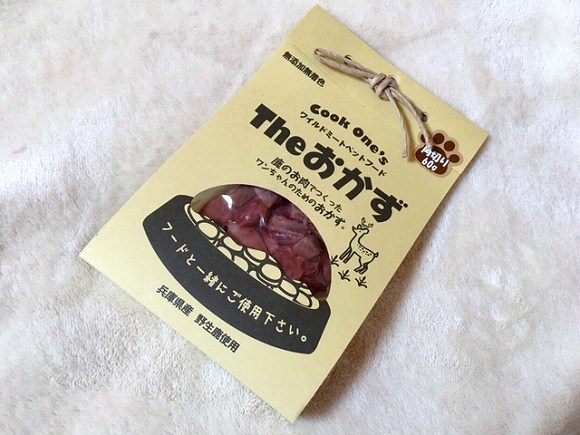 無添加無着色
Cook One's
ワイルドミートペットフード
Theおかず
角切り
60g
鹿のお肉でつくった
ワンちゃんのためのおかず。
フードと一緒にご使用下さい。
兵庫県産 野生鹿使用